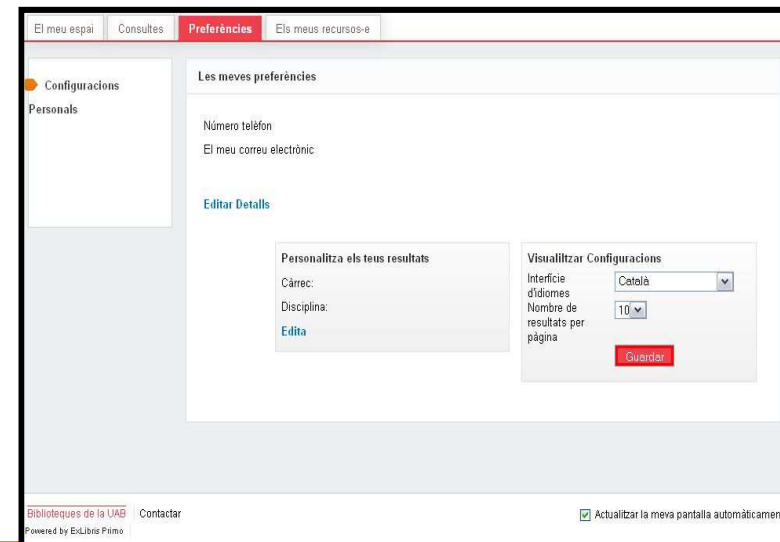 El meu espai
Consultes
Preferències
Els meus recursos-e
Configuracions
Personals
Les meves preferències
Número telèfon
El meu correu electrònic
Editar Detalls
Personalitza els teus resultats
Càrrec:
Disciplina:
Edita
Visualiltzar Configuracions
Interfície
d'idiomes
Català
Nombre de
resultats per
pàgina
10
Guardar
Biblioteques de la UAB
Contactar
Actualitzar la meva pantalla automàticamen
Powered by ExLibris Primo